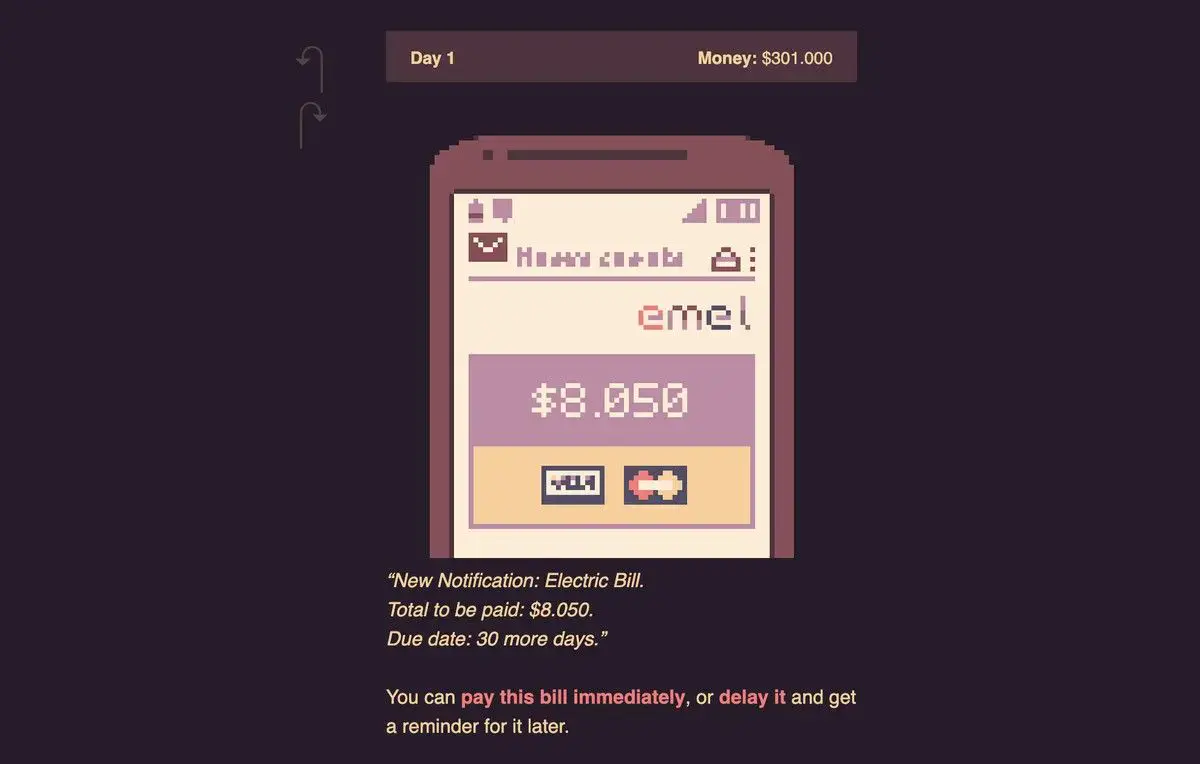 Day 1 Money: $301.000
emel
$8.050
VISA
“New Notification: Electric Bill.
Total to be paid: $8.050.
Due date: 30 more days.”
You can pay this bill immediately, or delay it and get
a reminder for it later.